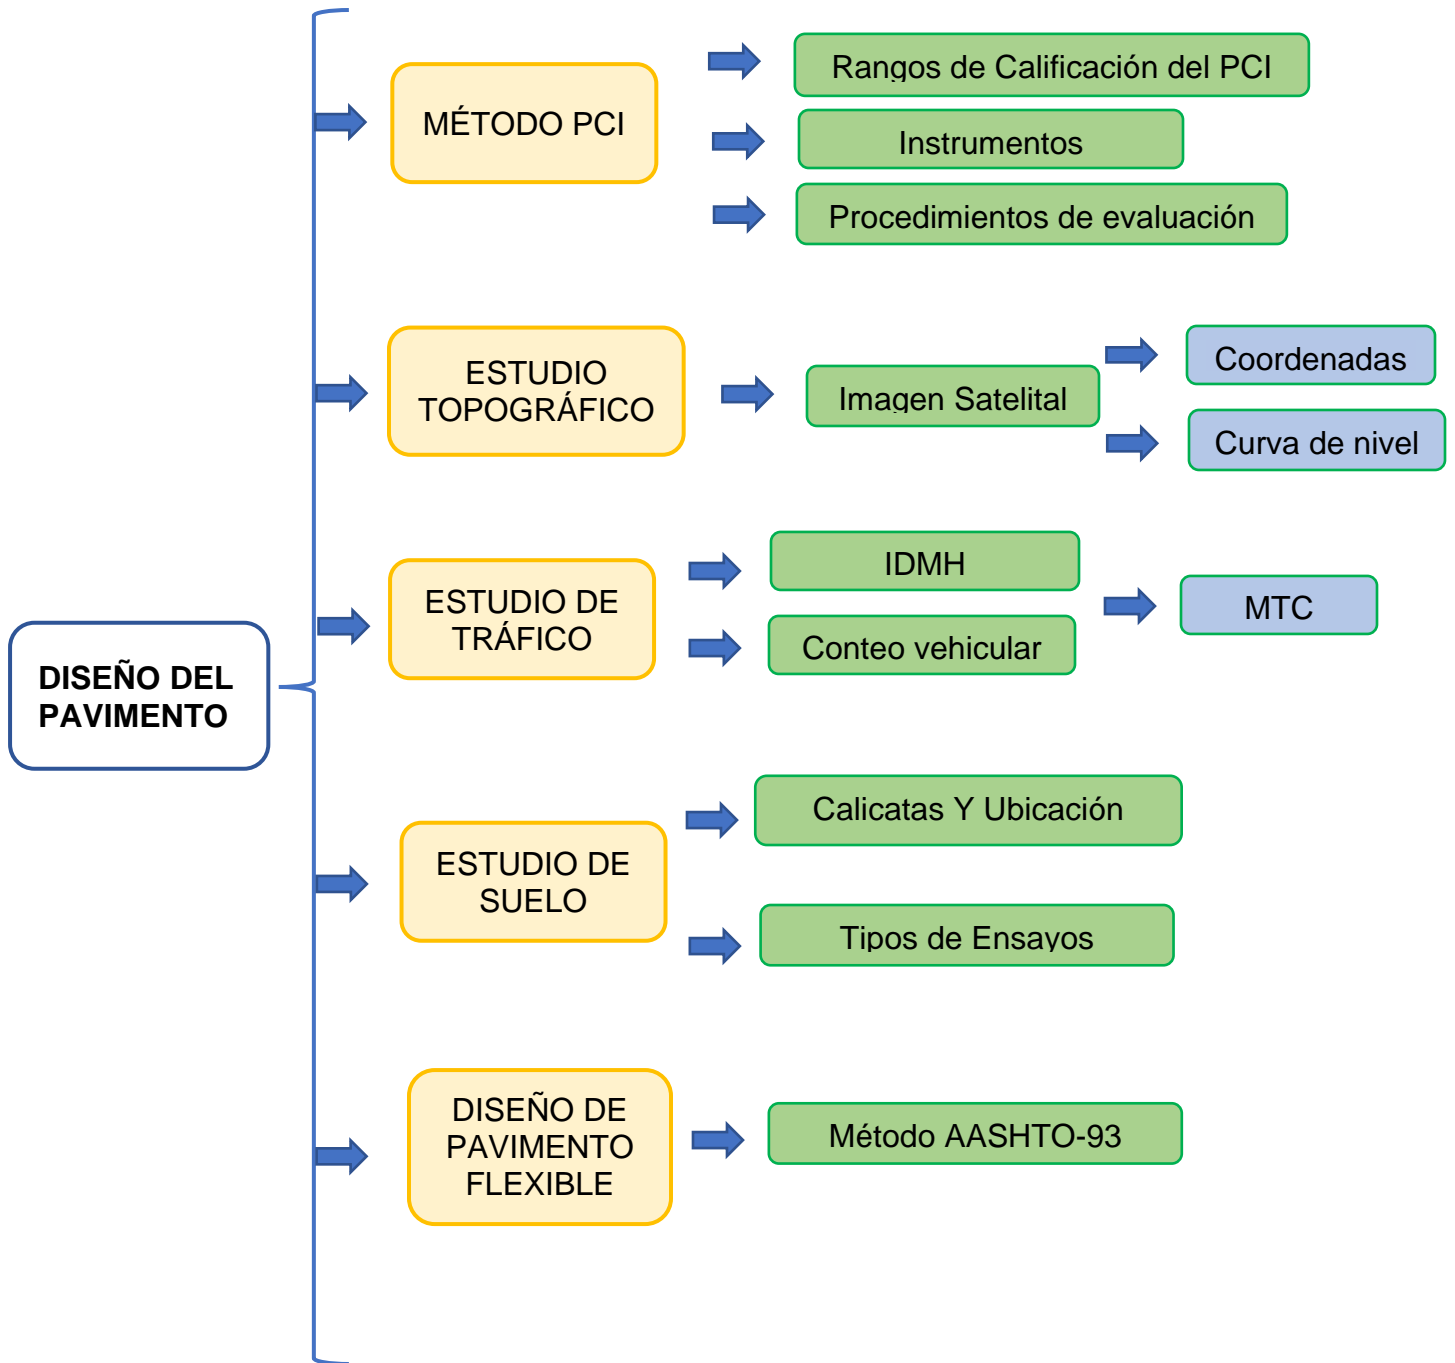 DISEÑO DEL
PAVIMENTO
MÉTODO PCI
Rangos de Calificación del PCI
Instrumentos
Procedimientos de evaluación
ESTUDIO
TOPOGRÁFICO
Imagen Satelital
Coordenadas
Curva de nivel
ESTUDIO DE
TRÁFICO
IDMH
Conteo vehicular
MTC
ESTUDIO DE
SUELO
Calicatas Y Ubicación
Tipos de Ensayos
DISEÑO DE
PAVIMENTO
FLEXIBLE
Método AASHTO-93